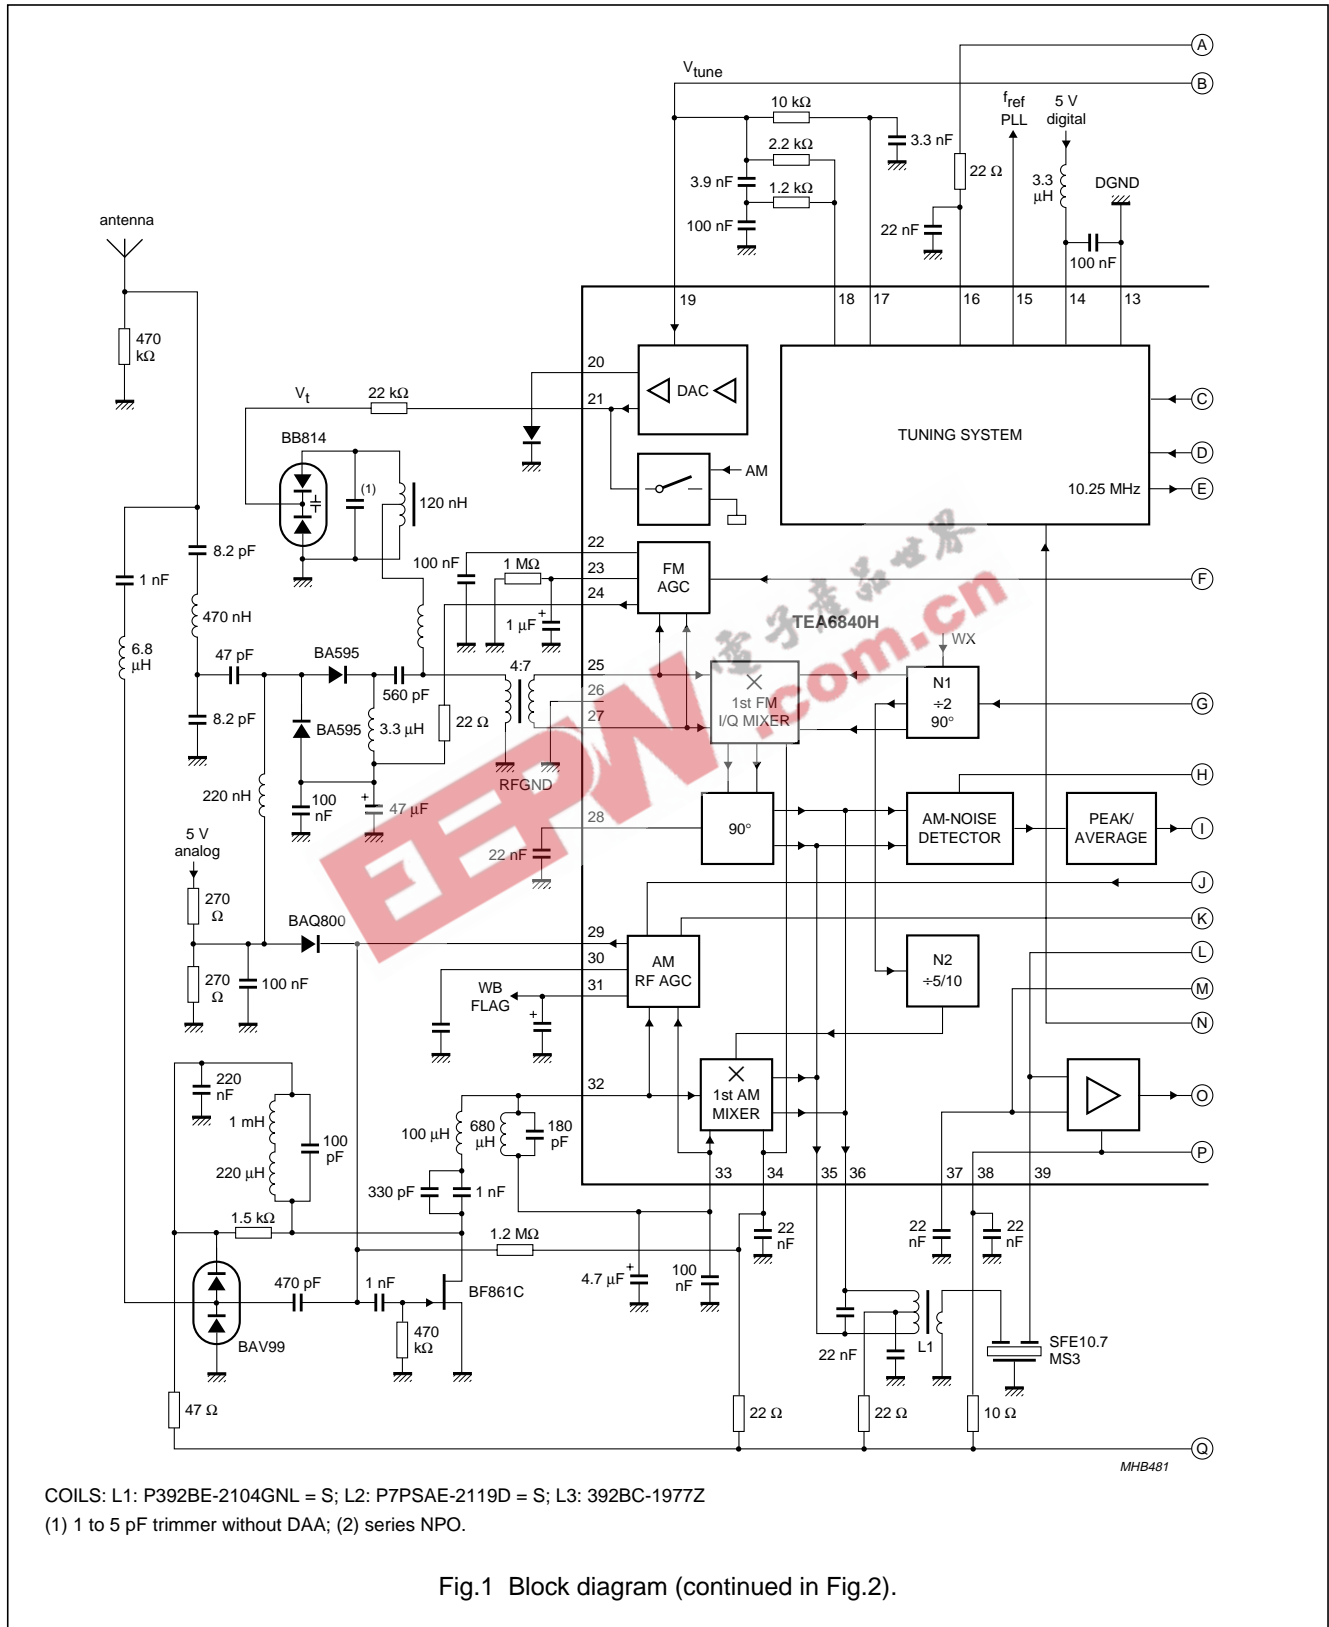 A
V_tune
B
10 kΩ
f_ref
PLL
5 V
digital
3.3 nF
2.2 kΩ
22 Ω
3.3
μH
DGND
3.9 nF
1.2 kΩ
antenna
100 nF
22 nF
100 nF
19
18
17
16
15
14
13
470
kΩ
20
DAC
V_t
22 kΩ
21
C
TUNING SYSTEM
BB814
D
AM
(1)
120 nH
10.25 MHz
E
8.2 pF
22
100 nF
1 MΩ
23
FM
AGC
F
1 nF
24
470 nH
1 μF
+
TEA6840H
電子產品世界
.com.cn
EEPW
WX
6.8
μH
47 pF
BA595
4:7
25
560 pF
26
1st FM
I/Q MIXER
N1
÷2
90°
G
8.2 pF
BA595
3.3 μH
22 Ω
27
RFGND
H
220 nH
100
nF
+
47 μF
28
90°
AM-NOISE
DETECTOR
PEAK/
AVERAGE
I
5 V
analog
22 nF
J
270
Ω
BAQ800
29
K
AM
RF AGC
N2
÷5/10
L
270
Ω
100 nF
30
WB
FLAG
31
M
+
N
220
nF
32
1st AM
MIXER
O
1 mH
100
pF
100 μH
680
μH
180
pF
220 μH
P
33
34
35
36
37
38
39
330 pF
1 nF
1.5 kΩ
1.2 MΩ
22
nF
22
nF
22
nF
470 pF
1 nF
BF861C
4.7 μF
+
100
nF
470
kΩ
BAV99
22 nF
L1
SFE10.7
MS3
47 Ω
22 Ω
22 Ω
10 Ω
Q
MHB481
COILS: L1: P392BE-2104GNL = S; L2: P7PSAE-2119D = S; L3: 392BC-1977Z
(1) 1 to 5 pF trimmer without DAA; (2) series NPO.
Fig.1 Block diagram (continued in Fig.2).